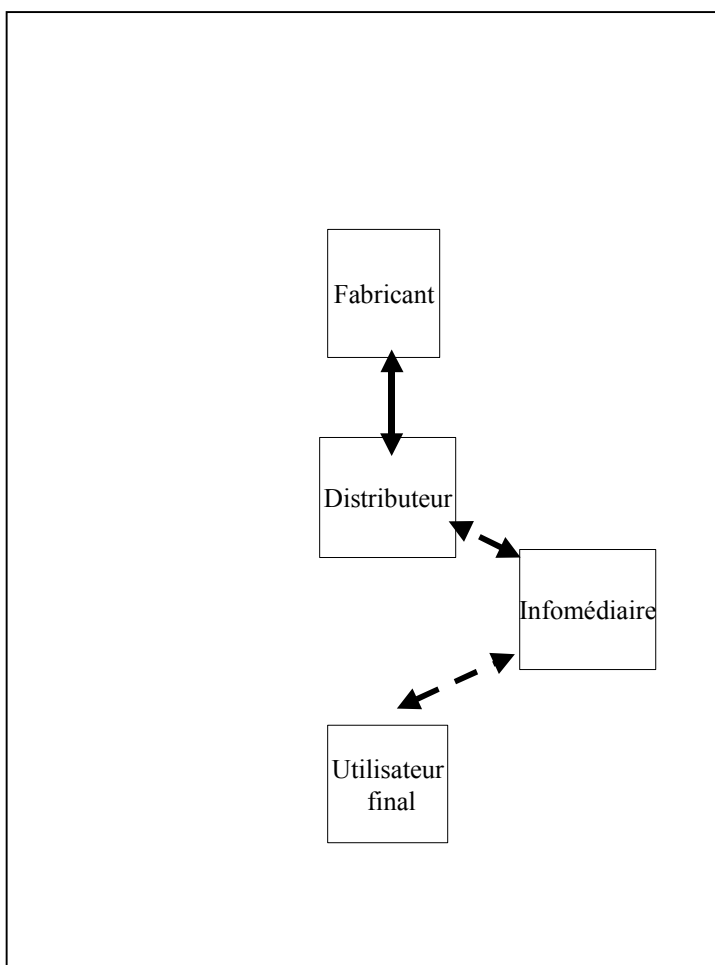 Fabricant
Distributeur
Infomédiaire
Utilisateur
final